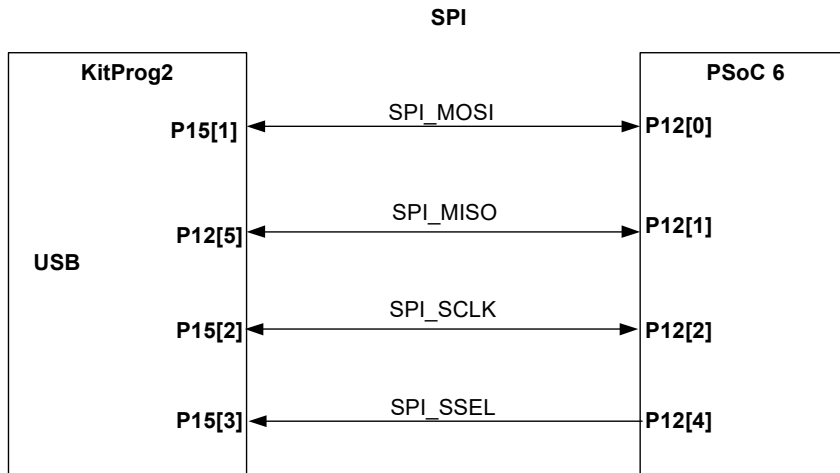 SPI
KitProg2
PSoC 6
P15[1]
SPI_MOSI
P12[0]
P12[5]
SPI_MISO
P12[1]
USB
P15[2]
SPI_SCLK
P12[2]
P15[3]
SPI_SSEL
P12[4]